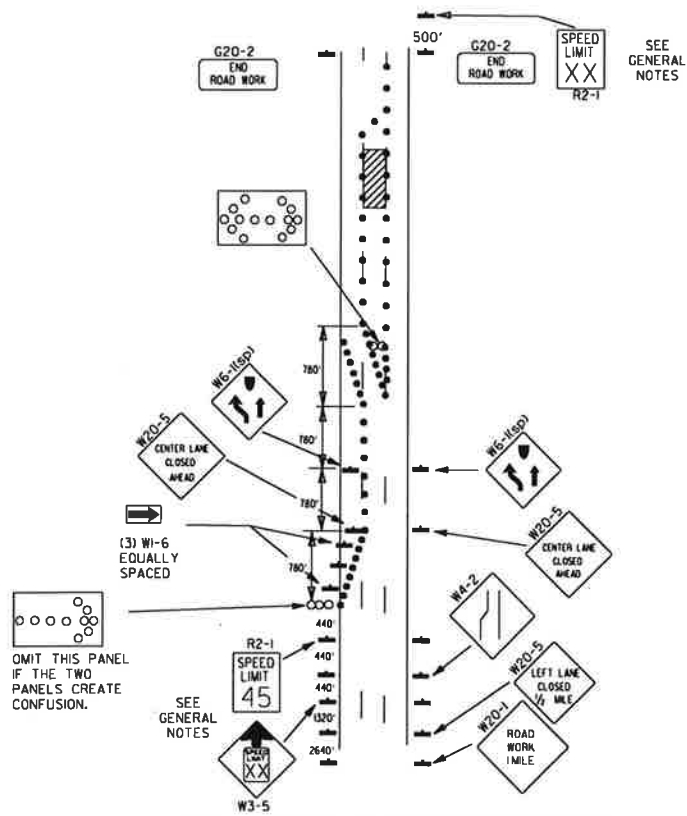 G20-2
END
ROAD WORK
500'
G20-2
END
ROAD WORK
SPEED
LIMIT
XX
R2-1
SEE
GENERAL
NOTES
780'
W6-1(sp)
780'
W20-5
CENTER LANE
CLOSED
AHEAD
780'
W6-1(sp)
(3) W1-6
EQUALLY
SPACED
780'
W20-5
CENTER LANE
CLOSED
AHEAD
OMIT THIS PANEL
IF THE TWO
PANELS CREATE
CONFUSION.
440'
R2-1
SPEED
LIMIT
45
440'
W4-2
SEE
GENERAL
NOTES
440'
W20-5
LEFT LANE
CLOSED
1/2 MILE
1320'
SPEED
LIMIT
XX
W3-5
2640'
W20-1
ROAD
WORK
1 MILE